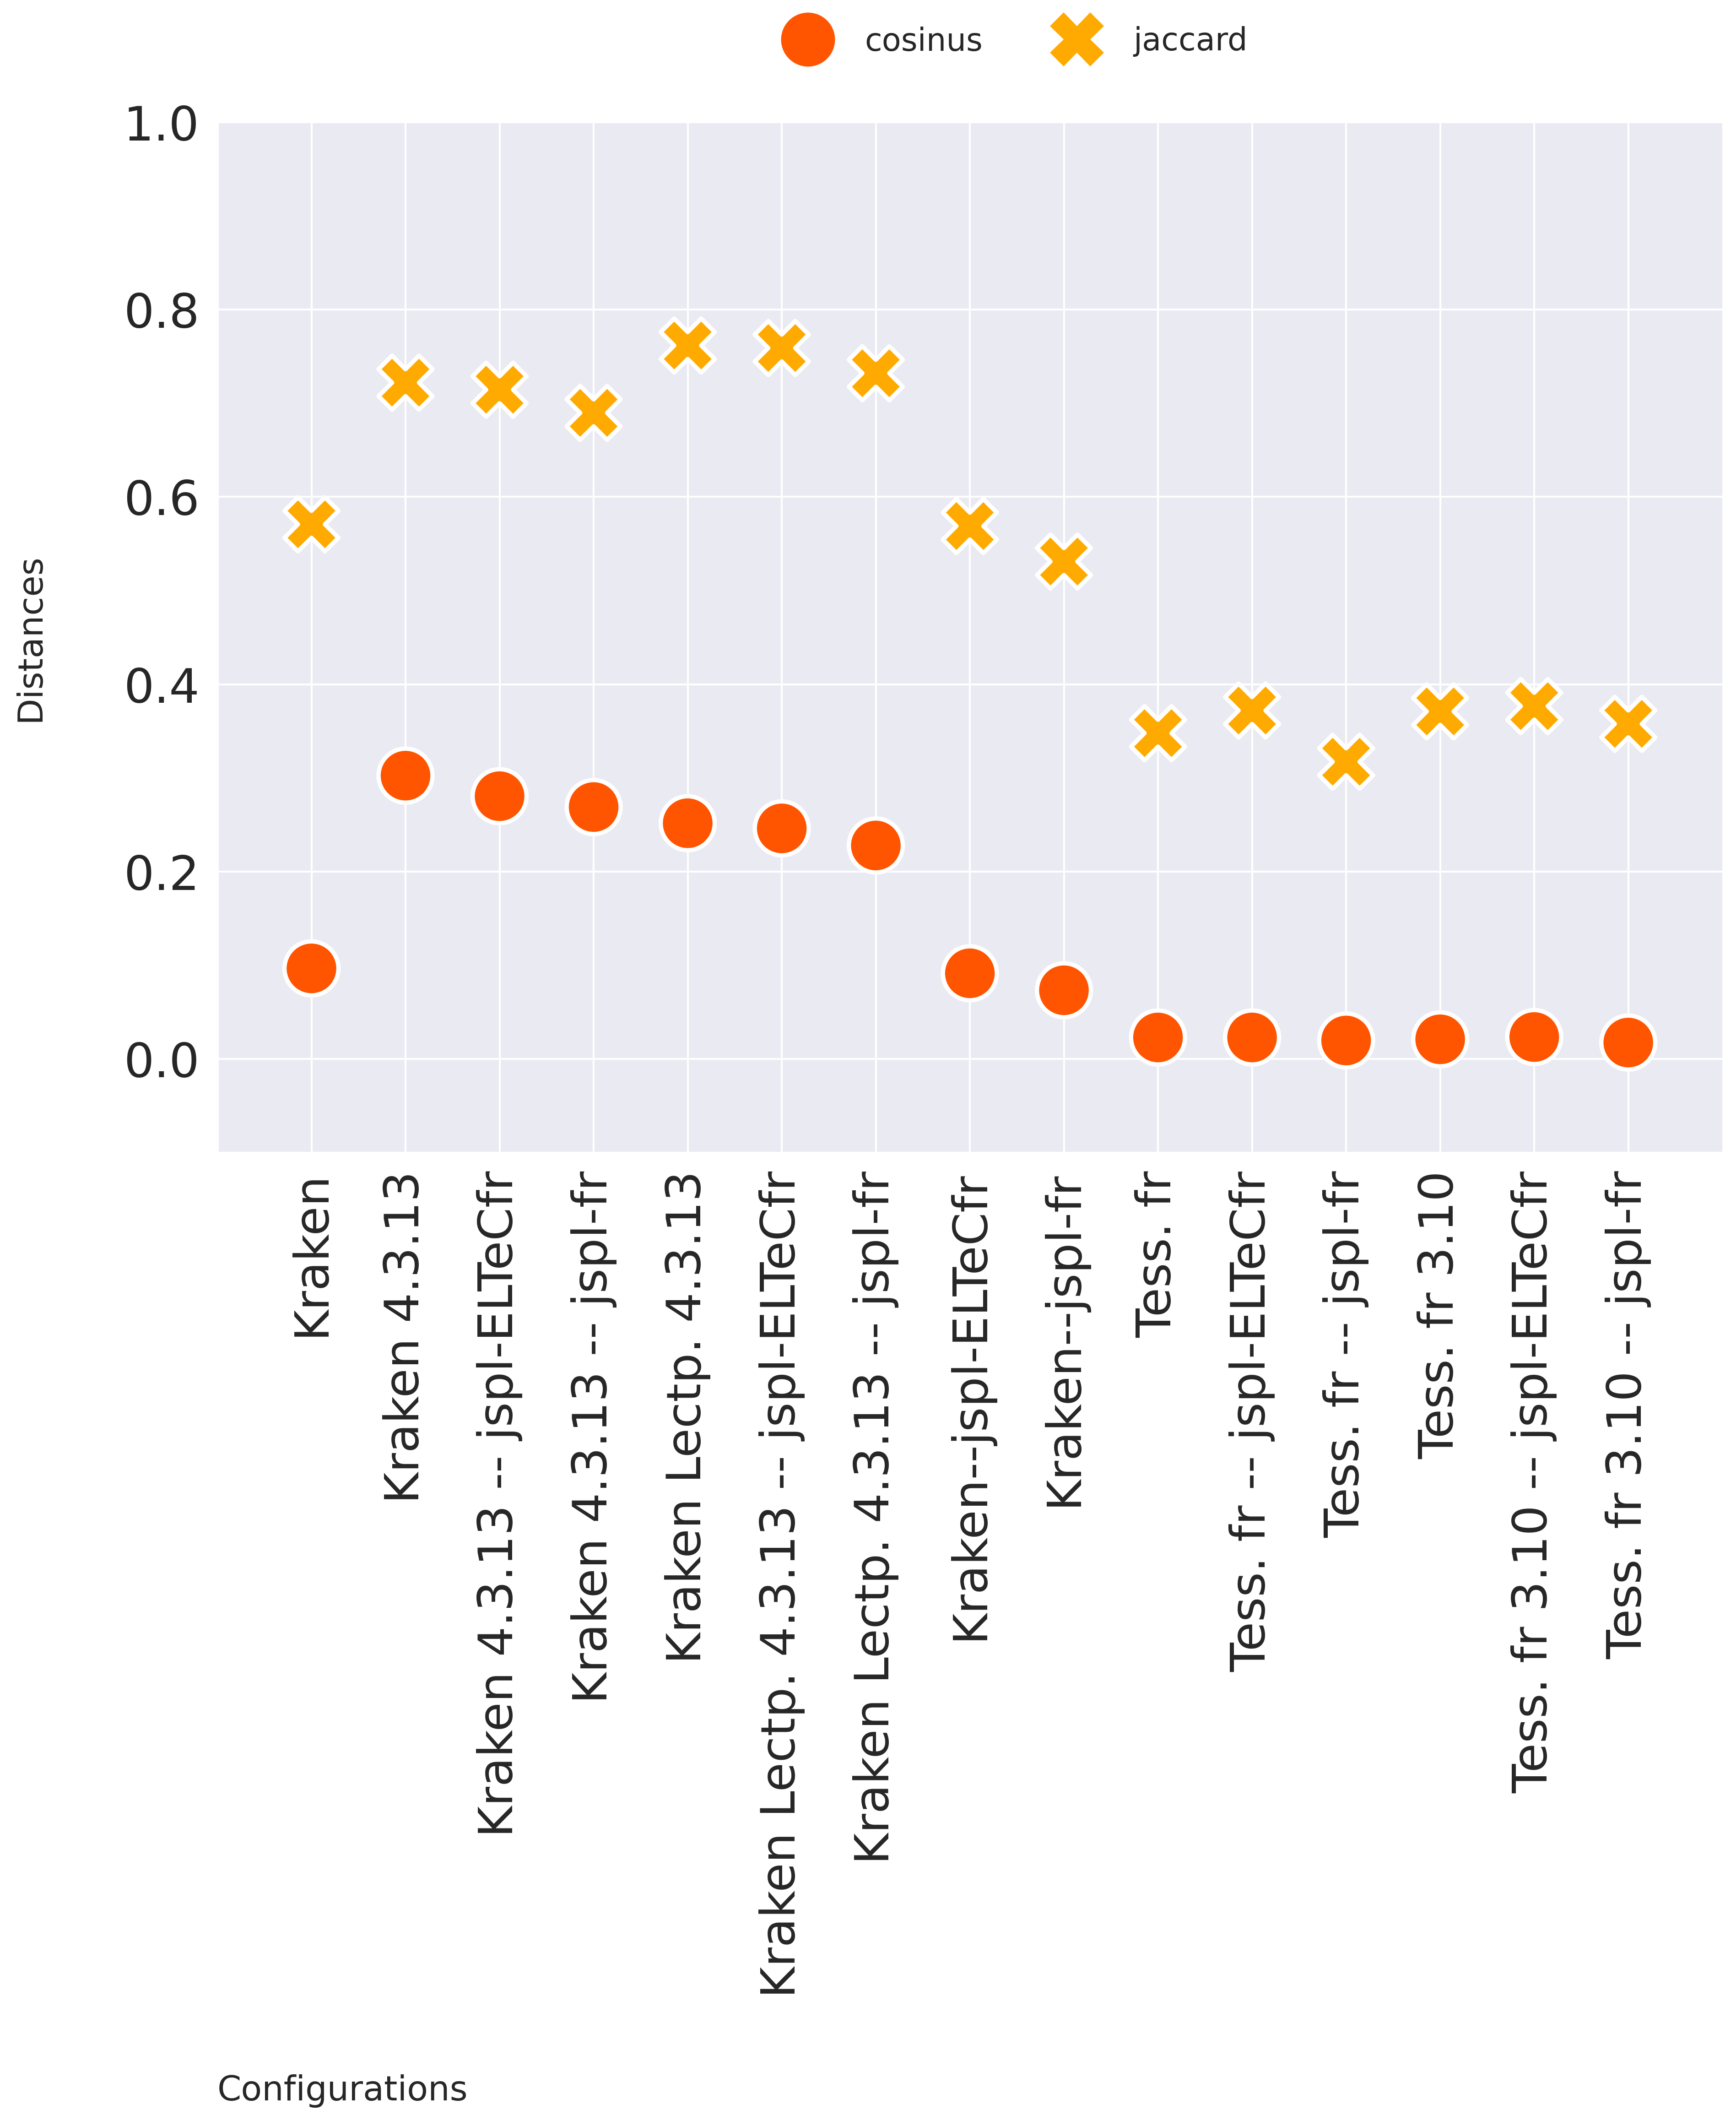 cosinus jaccard
1.0
0.8
0.6
0.4
0.2
0.0
Distances
Kraken
Kraken 4.3.13
Kraken 4.3.13 -- jspl-ELTeCfr
Kraken 4.3.13 -- jspl-fr
Kraken Lectp. 4.3.13
Kraken Lectp. 4.3.13 -- jspl-ELTeCfr
Kraken Lectp. 4.3.13 -- jspl-fr
Kraken--jspl-ELTeCfr
Kraken--jspl-fr
Tess. fr
Tess. fr -- jspl-ELTeCfr
Tess. fr -- jspl-fr
Tess. fr 3.10
Tess. fr 3.10 -- jspl-ELTeCfr
Tess. fr 3.10 -- jspl-fr
Configurations